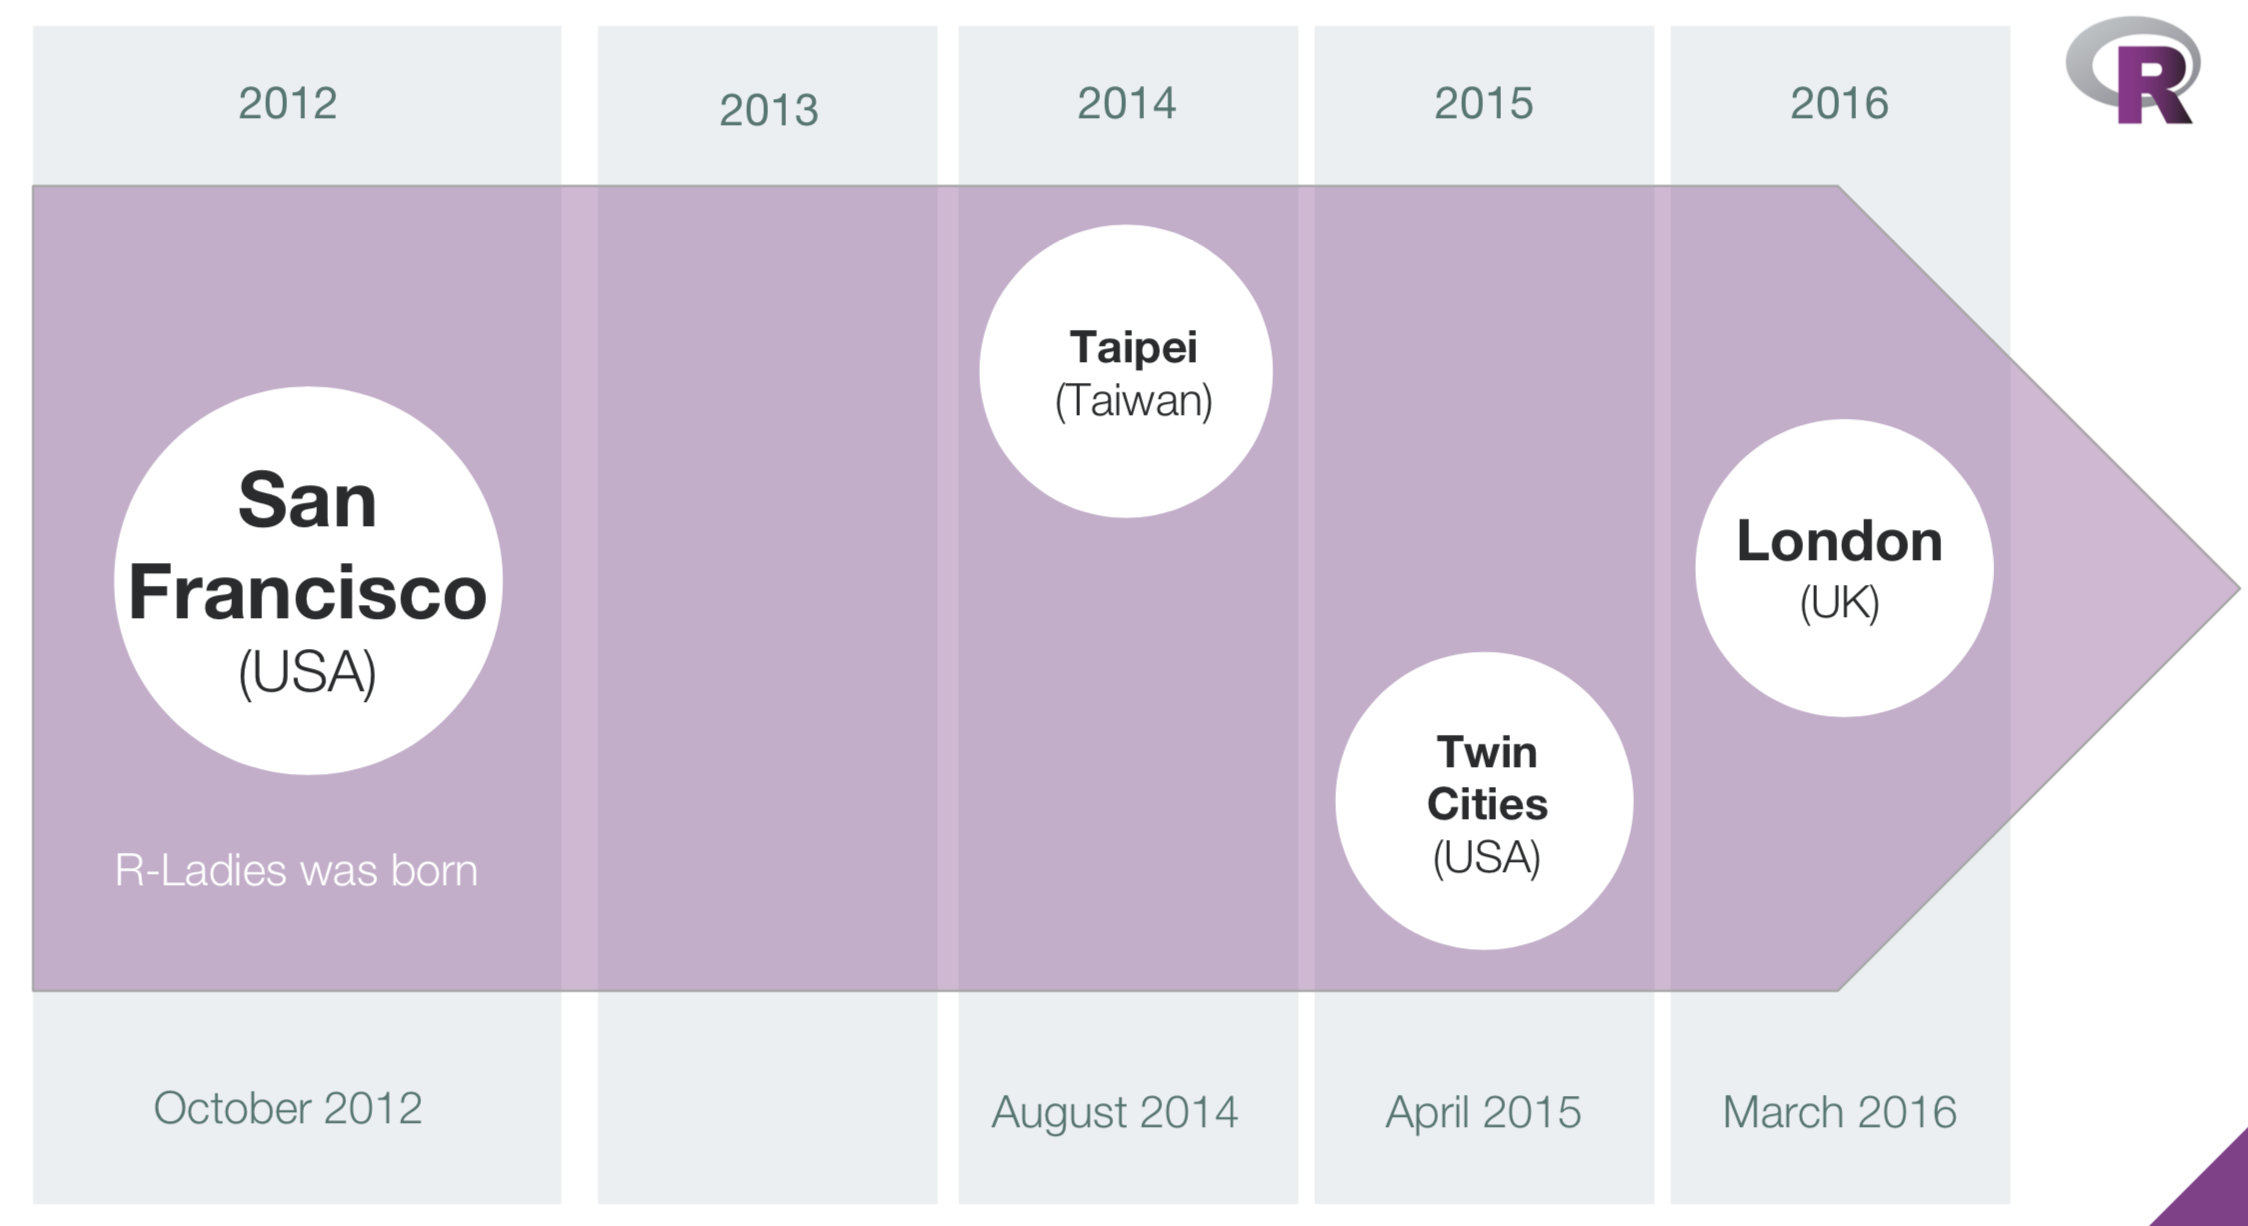 2012
2013
2014
2015
2016
R
San
Francisco
(USA)
R-Ladies was born
Taipei
(Taiwan)
Twin
Cities
(USA)
London
(UK)
October 2012
August 2014
April 2015
March 2016